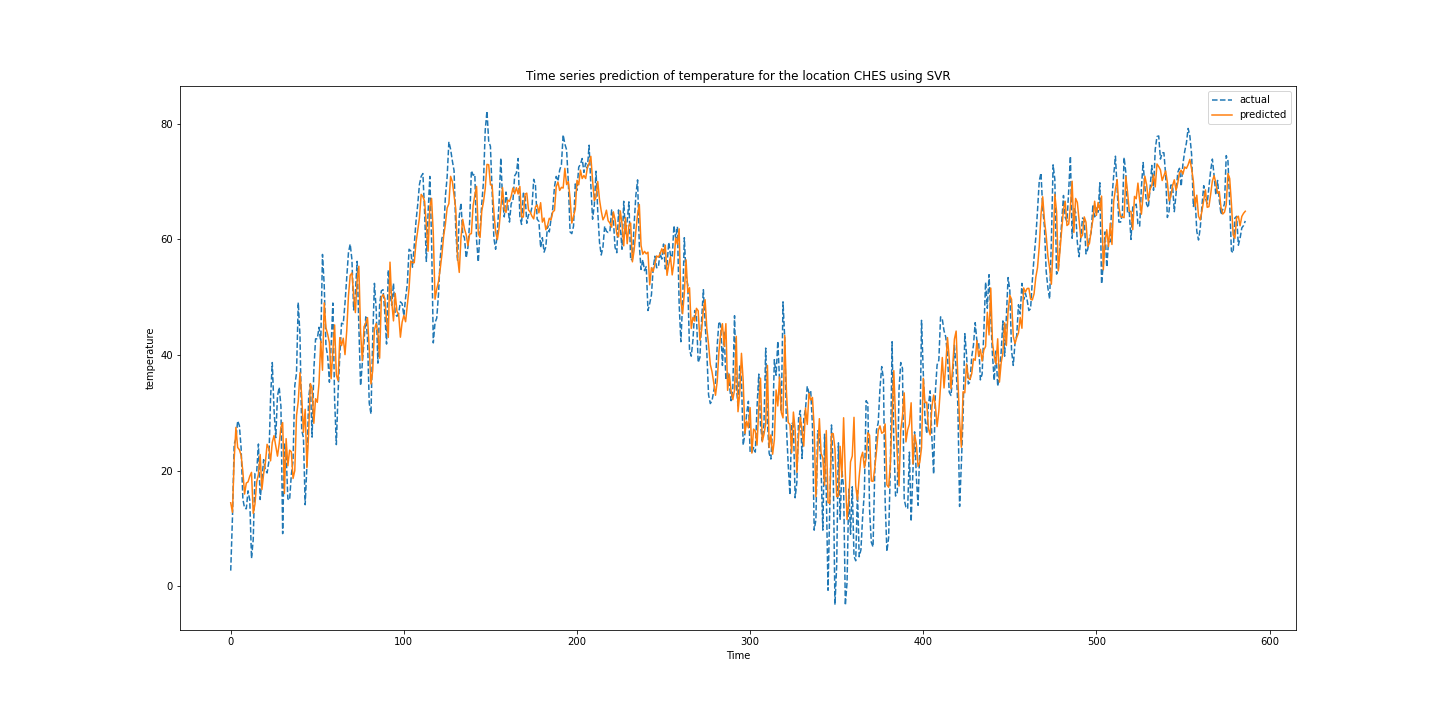 Time series prediction of temperature for the location CHES using SVR
actual
predicted
80
60
40
20
0
temperature
0 100 200 300 400 500 600
Time